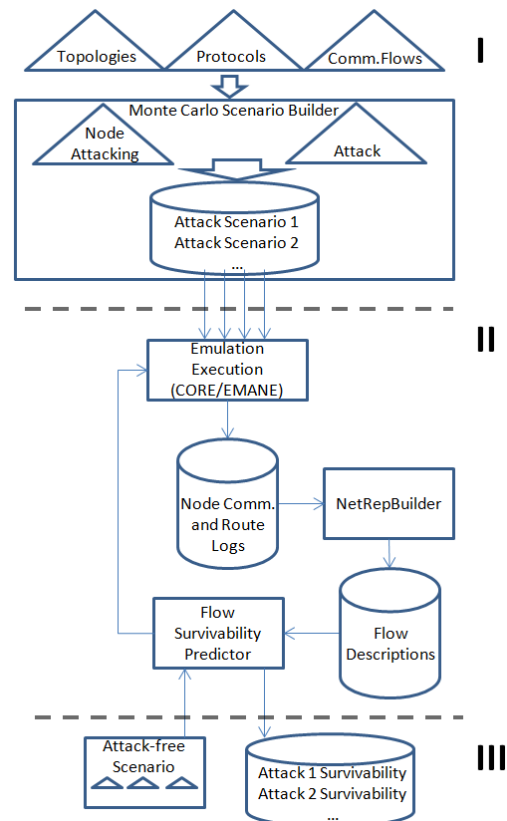 I
Topologies
Protocols
Comm.Flows
Monte Carlo Scenario Builder
Node
Attacking
Attack
Attack Scenario 1
Attack Scenario 2
...
II
Emulation
Execution
(CORE/EMANE)
Node Comm.
and Route
Logs
NetRepBuilder
Flow
Survivability
Predictor
Flow
Descriptions
III
Attack-free
Scenario
Attack 1 Survivability
Attack 2 Survivability
...